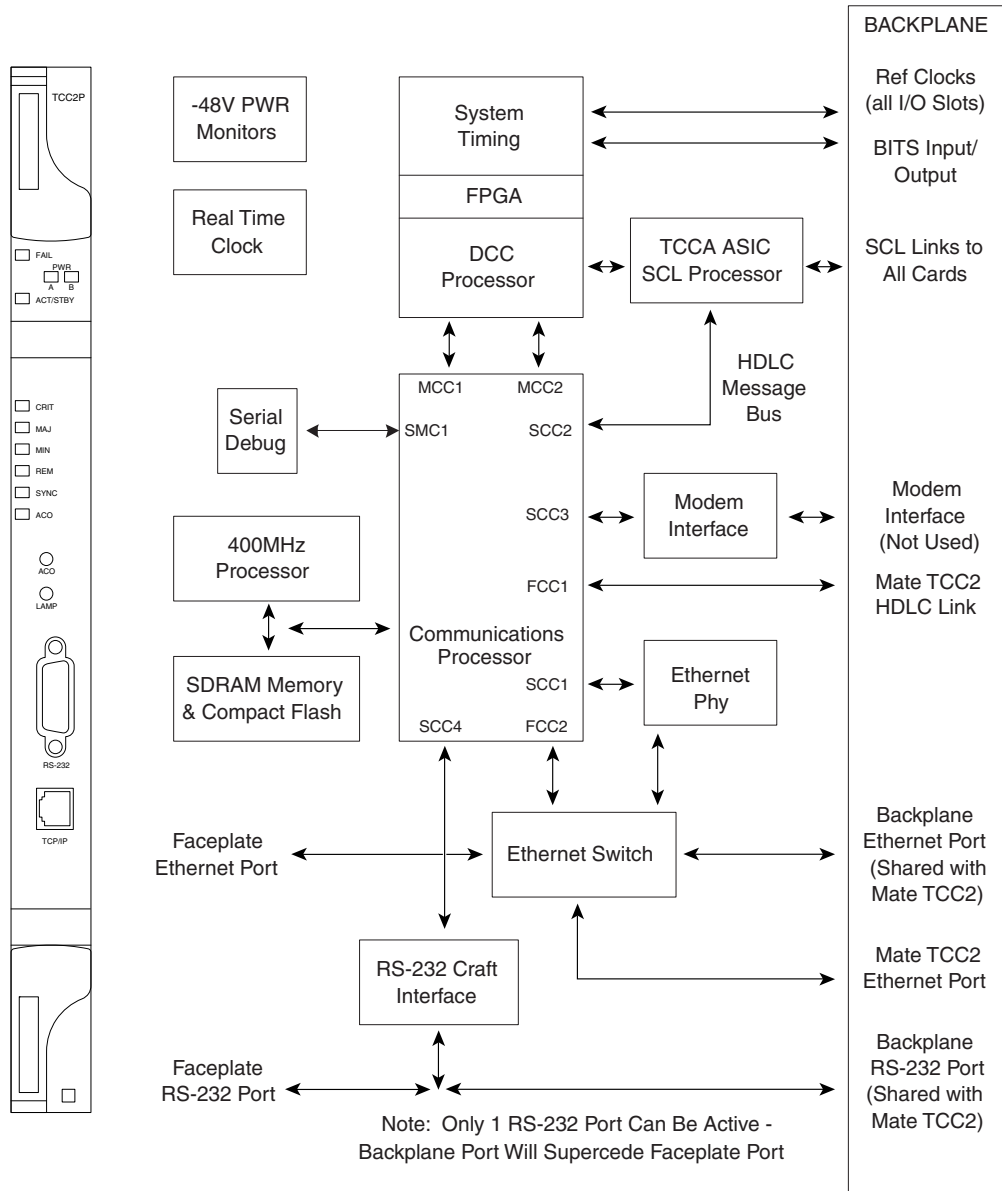 BACKPLANE
TCC2P
FAIL
PWR
A B
ACT/STBY
CRIT
MAJ
MIN
REM
SYNC
ACO
ACO
LAMP
RS-232
TCP/IP
-48V PWR
Monitors
Real Time
Clock
System
Timing
FPGA
DCC
Processor
TCCA ASIC
SCL Processor
Ref Clocks
(all I/O Slots)
BITS Input/
Output
SCL Links to
All Cards
HDLC
Message
Bus
Serial
Debug
MCC1 MCC2
SMC1 SCC2
SCC3
FCC1
Communications
Processor
SCC1
SCC4 FCC2
400MHz
Processor
SDRAM Memory
& Compact Flash
Modem
Interface
Modem
Interface
(Not Used)
Mate TCC2
HDLC Link
Ethernet
Phy
Faceplate
Ethernet Port
Ethernet Switch
Backplane
Ethernet Port
(Shared with
Mate TCC2)
Mate TCC2
Ethernet Port
RS-232 Craft
Interface
Faceplate
RS-232 Port
Backplane
RS-232 Port
(Shared with
Mate TCC2)
Note: Only 1 RS-232 Port Can Be Active -
Backplane Port Will Supercede Faceplate Port